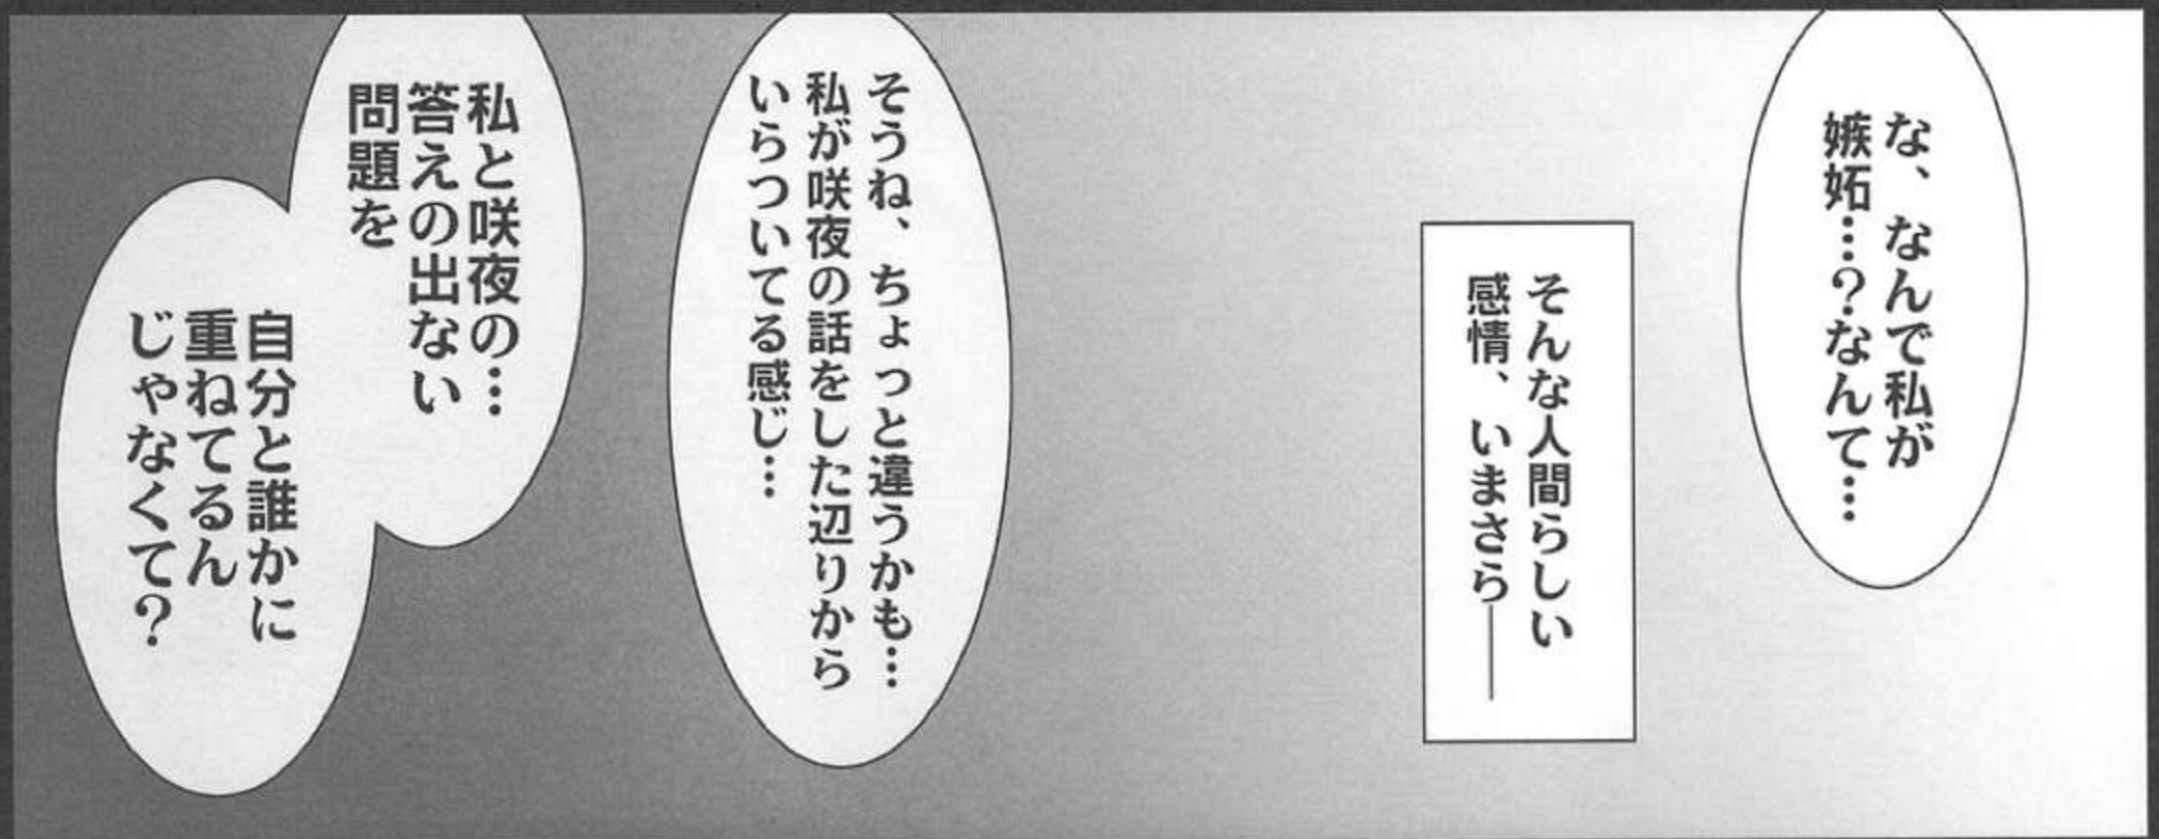 な、なんで私が
嫉妬…？なんて…
そんな人間らしい
感情、いまさら――
そうね、ちょっと違うかも…
私が咲夜の話をした辺りから
いらついてる感じ…
私と咲夜の…
答えの出ない
問題を
自分と誰かに
重ねてるん
じゃなくて？